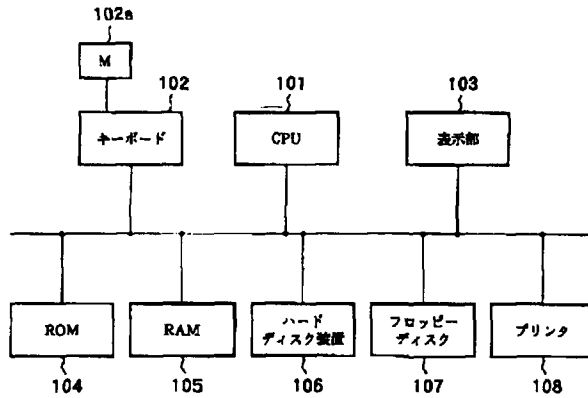 102a
M
102
101
103
キーボード
CPU
表示部
ROM
RAM
ハード
ディスク装置
フロッピー
ディスク
プリンタ
104
105
106
107
108